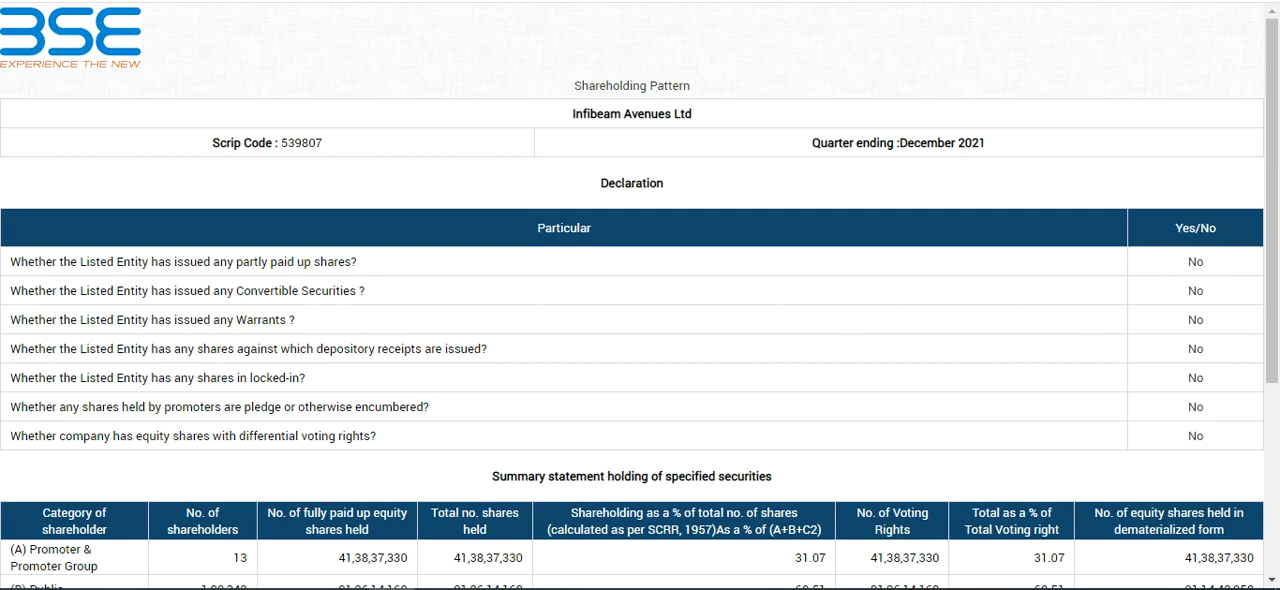 BSE
EXPERIENCE THE NEW
Shareholding Pattern
Infibeam Avenues Ltd
Scrip Code : 539807 Quarter ending :December 2021
Declaration
Particular Yes/No
Whether the Listed Entity has issued any partly paid up shares? No
Whether the Listed Entity has issued any Convertible Securities ? No
Whether the Listed Entity has issued any Warrants ? No
Whether the Listed Entity has any shares against which depository receipts are issued? No
Whether the Listed Entity has any shares in locked-in? No
Whether any shares held by promoters are pledge or otherwise encumbered? No
Whether company has equity shares with differential voting rights? No
Summary statement holding of specified securities
Category of shareholder No. of shareholders No. of fully paid up equity shares held Total no. shares held Shareholding as a % of total no. of shares (calculated as per SCRR, 1957)As a % of (A+B+C2) No. of Voting Rights Total as a % of Total Voting right No. of equity shares held in dematerialized form
(A) Promoter & Promoter Group 13 41,38,37,330 41,38,37,330 31.07 41,38,37,330 31.07 41,38,37,330